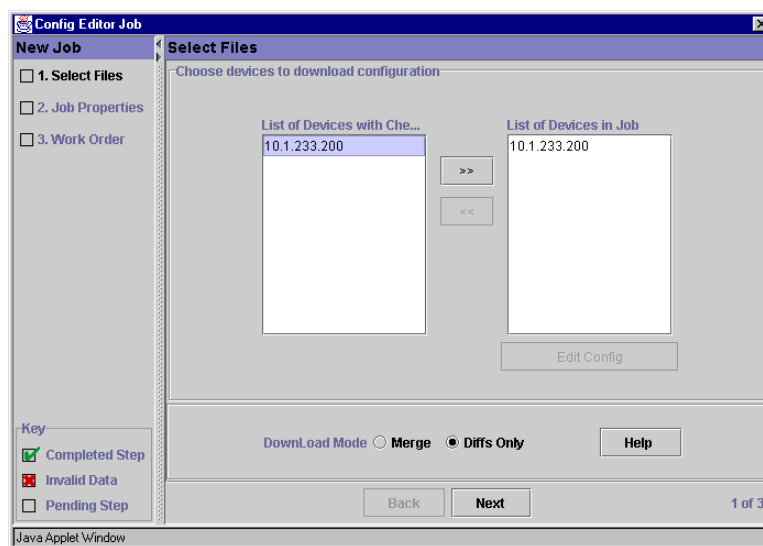 Config Editor Job
New Job
Select Files
1. Select Files
2. Job Properties
3. Work Order
Choose devices to download configuration
List of Devices with Che...
List of Devices in Job
10.1.233.200
10.1.233.200
>>
<<
Edit Config
DownLoad Mode Merge Diffs Only
Help
Key
Completed Step
Invalid Data
Pending Step
Back
Next
1 of 3
Java Applet Window